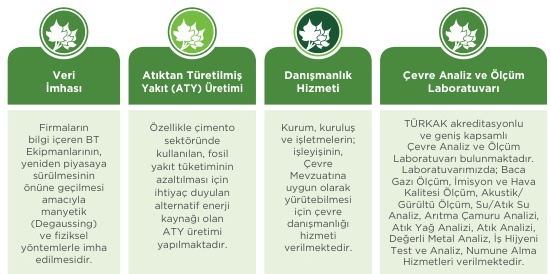 Veri
İmhası
Firmaların
bilgi içeren BT
Ekipmanlarının,
yeniden piyasaya
sürülmesinin
önüne geçilmesi
amacıyla
manyetik
(Degaussing)
ve fiziksel
yöntemlerle imha
edilmesidir.
Atıktan Türetilmiş
Yakıt (ATY) Üretimi
Özellikle çimento
sektöründe
kullanılan, fosil
yakıt tüketiminin
azaltılması için
ihtiyaç duyulan
alternatif enerji
kaynağı olan
ATY üretimi
yapılmaktadır.
Danışmanlık
Hizmeti
Kurum, kuruluş
ve işletmelerin;
işleyişinin,
Çevre
Mevzuatına
uygun olarak
yürütebilmesi
için çevre
danışmanlığı
hizmeti
verilmektedir.
Çevre Analiz ve Ölçüm
Laboratuvarı
TÜRKAK akreditasyonlu
ve geniş kapsamlı
Çevre Analiz ve Ölçüm
Laboratuvarı bulunmaktadır.
Laboratuvarımızda; Baca
Gazı Ölçüm, İmisyon ve Hava
Kalitesi Ölçüm, Akustik/
Gürültü Ölçüm, Su/Atık Su
Analiz, Arıtma Çamuru Analizi,
Atık Yağ Analizi, Atık Analizi,
Değerli Metal Analiz, İş Hijyeni
Test ve Analiz, Numune Alma
Hizmetleri verilmektedir.